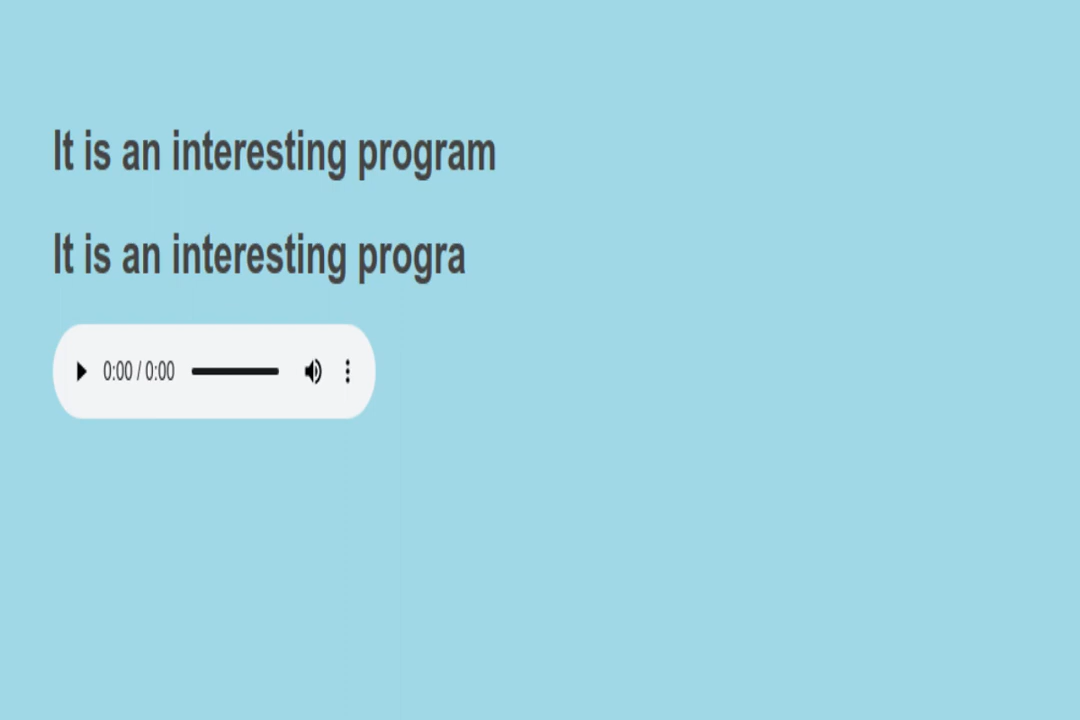 It is an interesting program
It is an interesting progra
0:00 / 0:00